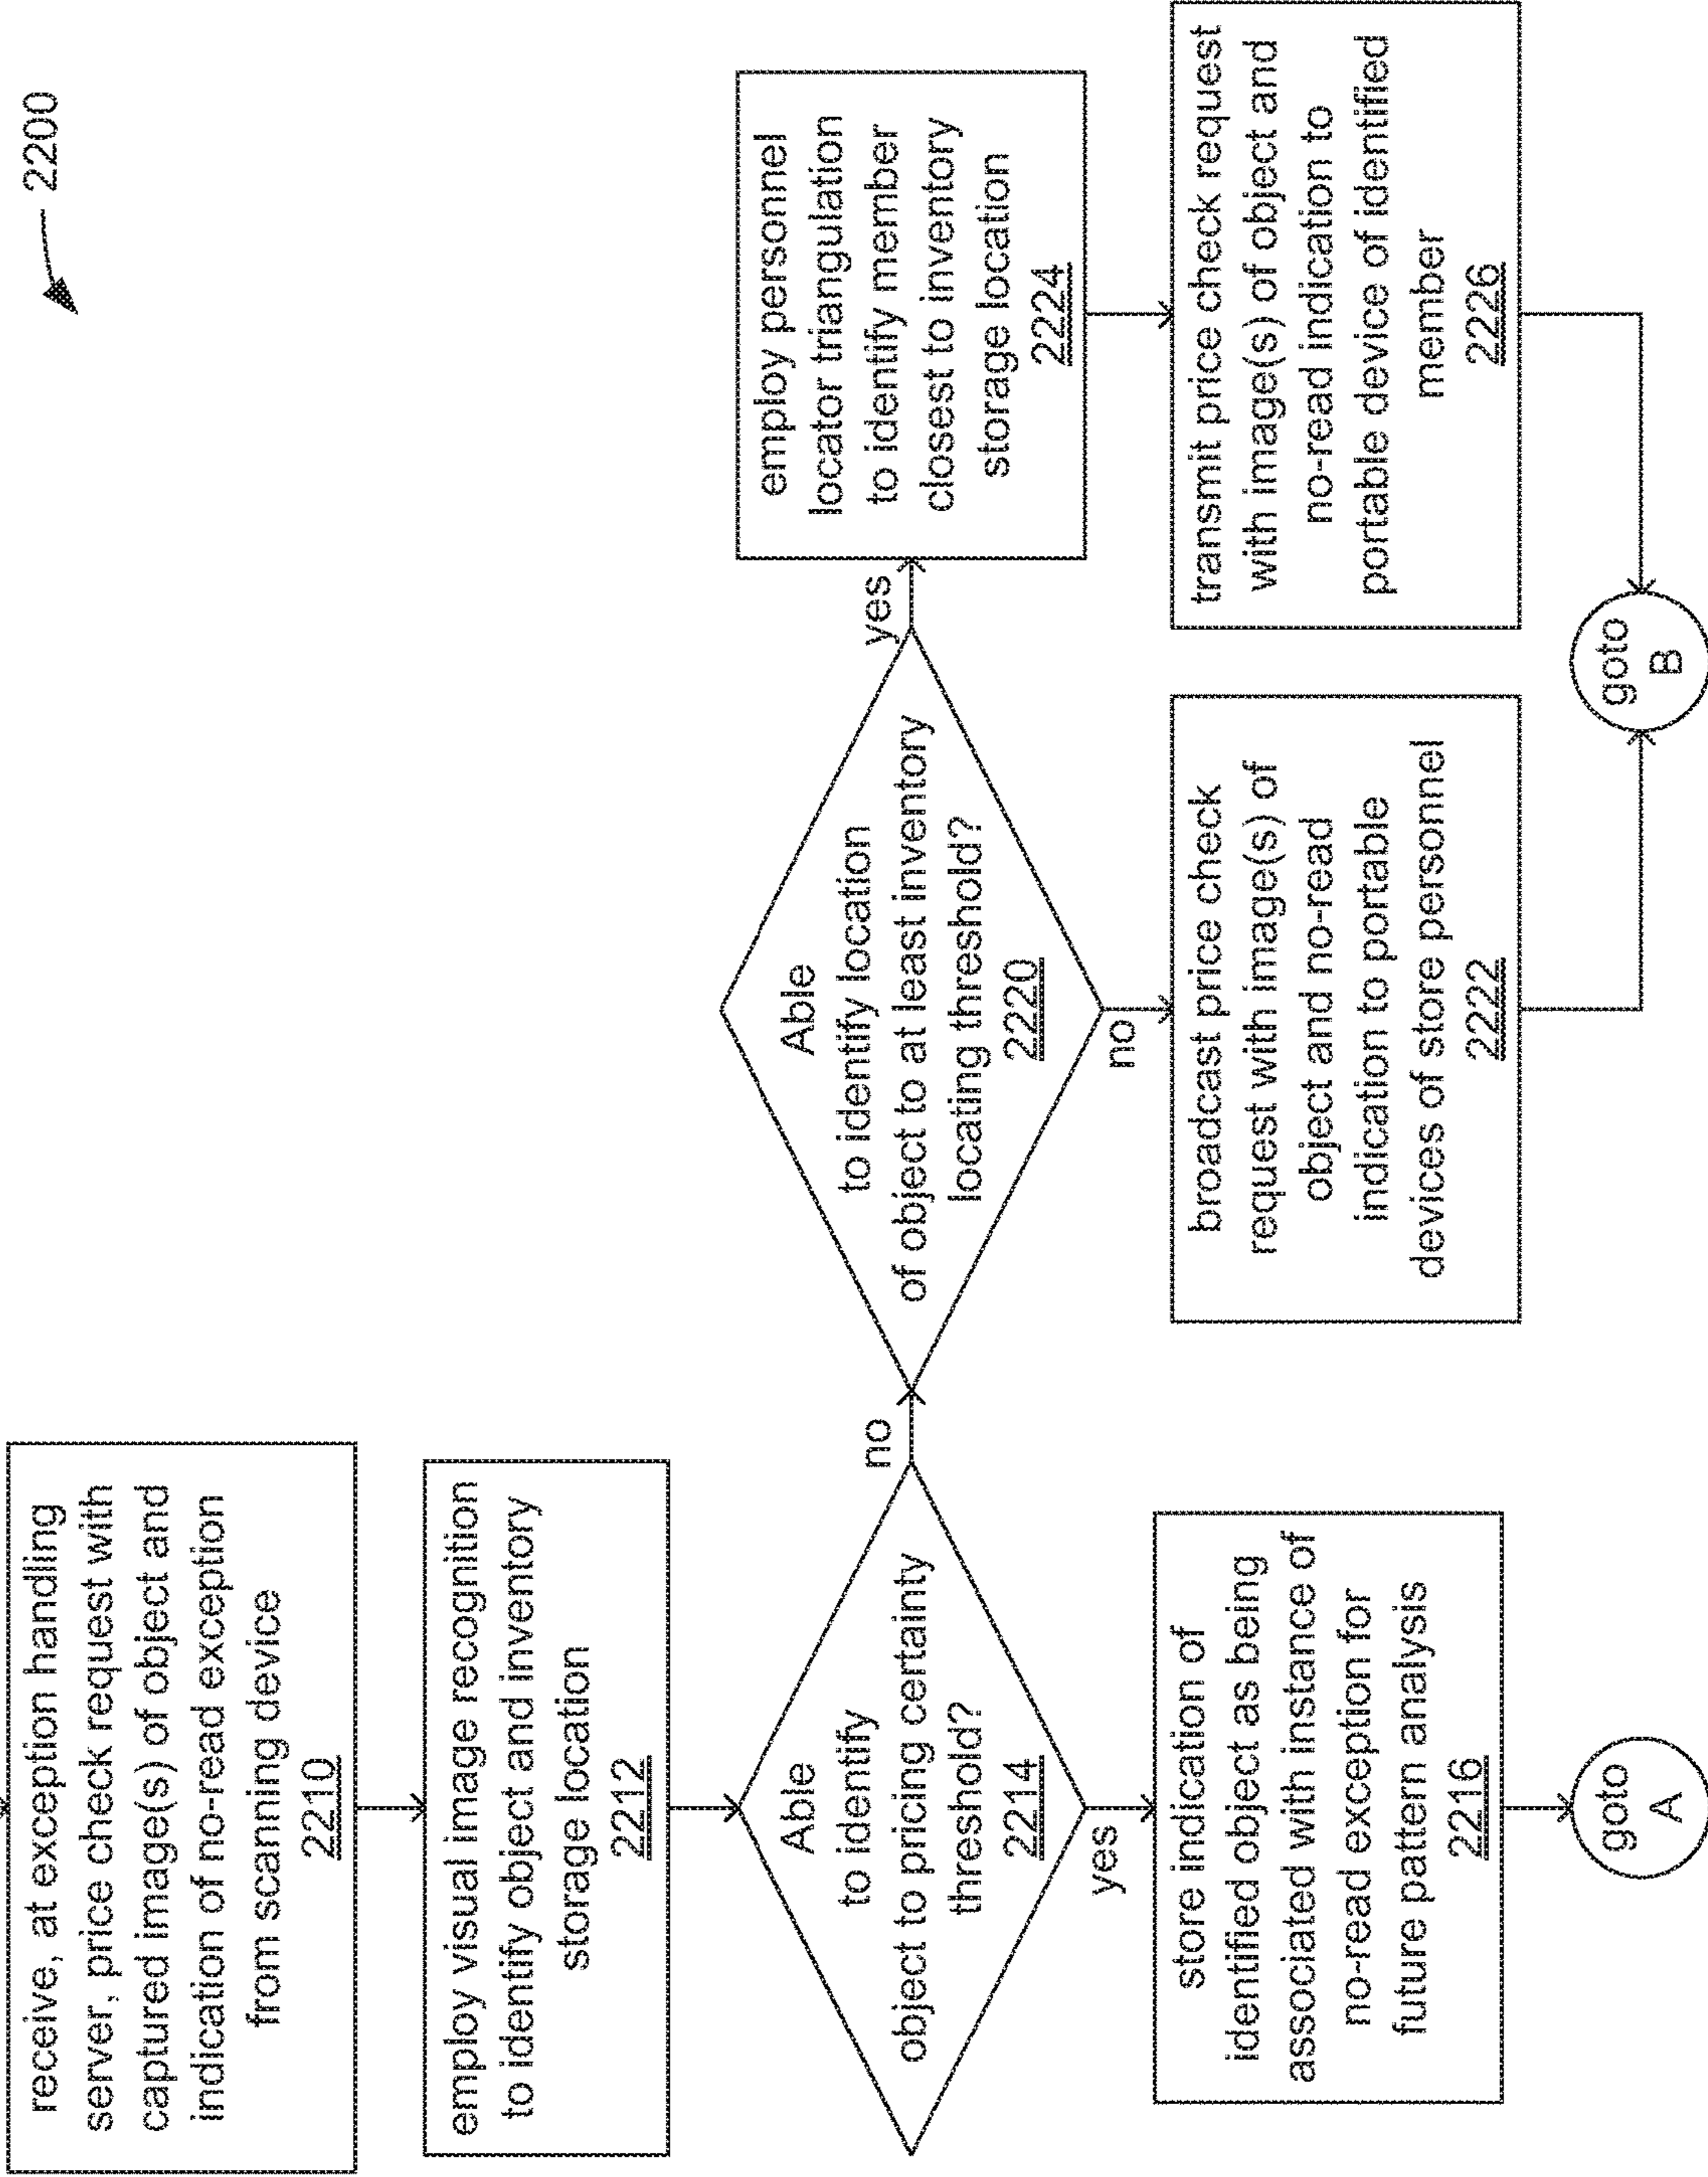 2200
receive, at exception handling
server, price check request with
captured image(s) of object and
indication of no-read exception
from scanning device
2210
employ visual image recognition
to identify object and inventory
storage location
2212
Able
to identify
object to pricing certainty
threshold?
2214
no
yes
store indication of
identified object as being
associated with instance of
no-read exception for
future pattern analysis
2216
goto
A
Able
to identify location
of object to at least inventory
locating threshold?
2220
yes
no
broadcast price check
request with image(s) of
object and no-read
indication to portable
devices of store personnel
2222
employ personnel
locator triangulation
to identify member
closest to inventory
storage location
2224
transmit price check request
with image(s) of object and
no-read indication to
portable device of identified
member
2226
goto
B